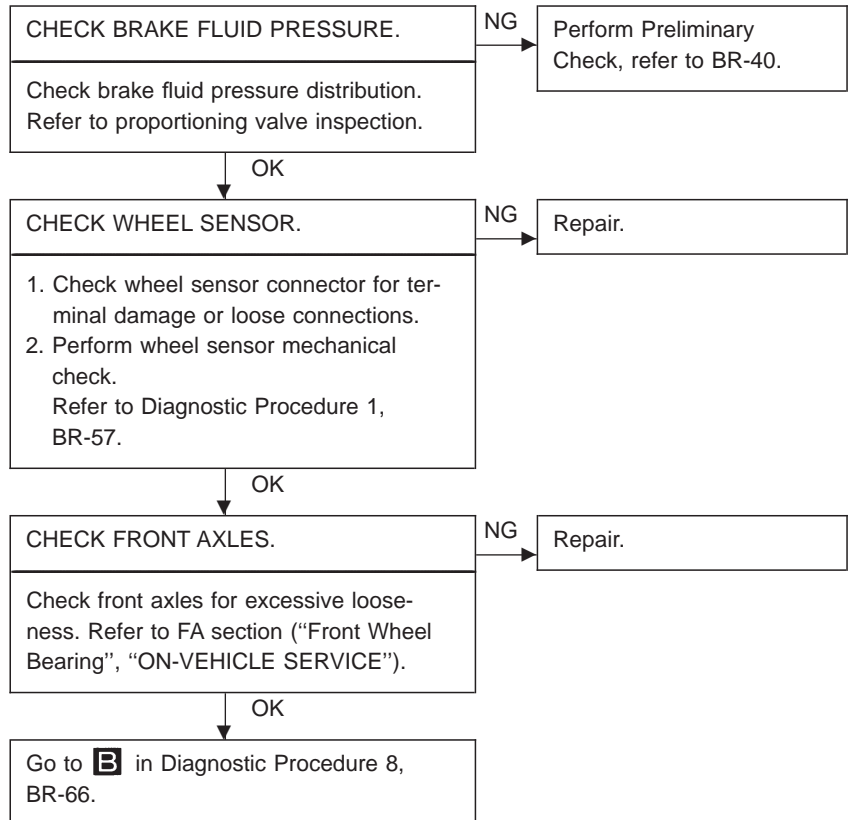 CHECK BRAKE FLUID PRESSURE.
Check brake fluid pressure distribution.
Refer to proportioning valve inspection.
NG
Perform Preliminary
Check, refer to BR-40.
OK
CHECK WHEEL SENSOR.
1. Check wheel sensor connector for ter-
minal damage or loose connections.
2. Perform wheel sensor mechanical
check.
Refer to Diagnostic Procedure 1,
BR-57.
NG
Repair.
OK
CHECK FRONT AXLES.
Check front axles for excessive loose-
ness. Refer to FA section (‘‘Front Wheel
Bearing’’, ‘‘ON-VEHICLE SERVICE’’).
NG
Repair.
OK
Go to B in Diagnostic Procedure 8,
BR-66.